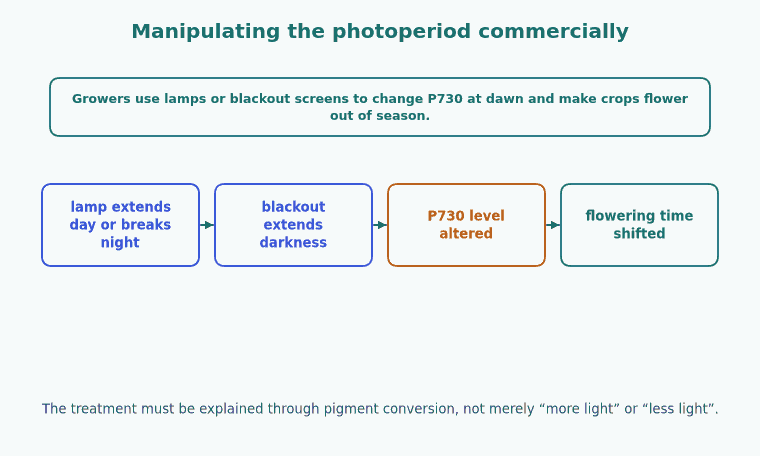 Manipulating the photoperiod commercially
Growers use lamps or blackout screens to change P730 at dawn and make crops flower
out of season.
lamp extends
day or breaks
night
blackout
extends
darkness
P730 level
altered
flowering time
shifted
The treatment must be explained through pigment conversion, not merely “more light” or “less light”.